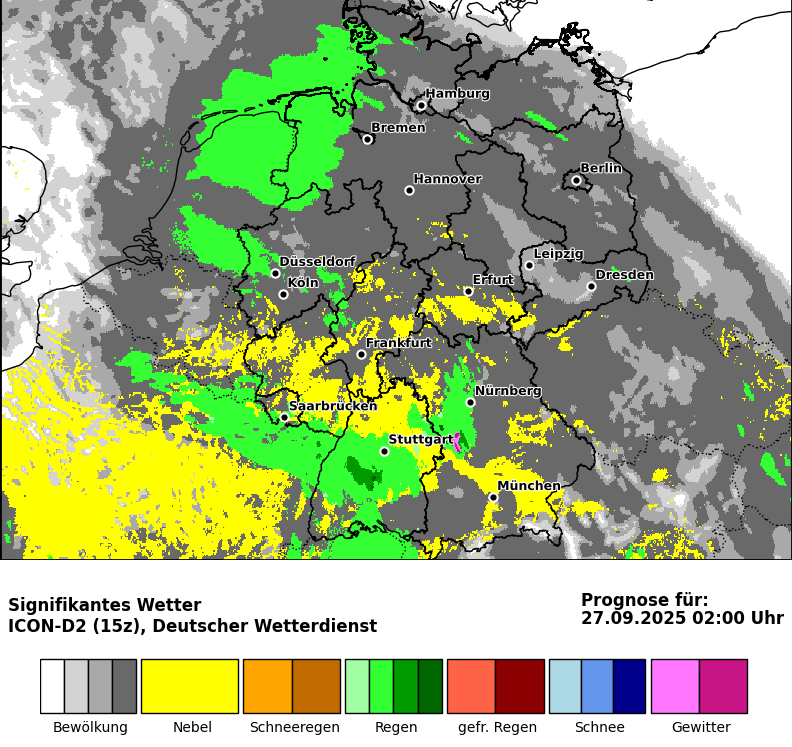 Hamburg
Bremen
Berlin
Hannover
Leipzig
Düsseldorf
Dresden
Köln
Erfurt
Frankfurt
Nürnberg
Saarbrücken
Stuttgart
München
Signifikantes Wetter
ICON-D2 (15z), Deutscher Wetterdienst
Prognose für:
27.09.2025 02:00 Uhr
Bewölkung Nebel Schneeregen Regen gefr. Regen Schnee Gewitter